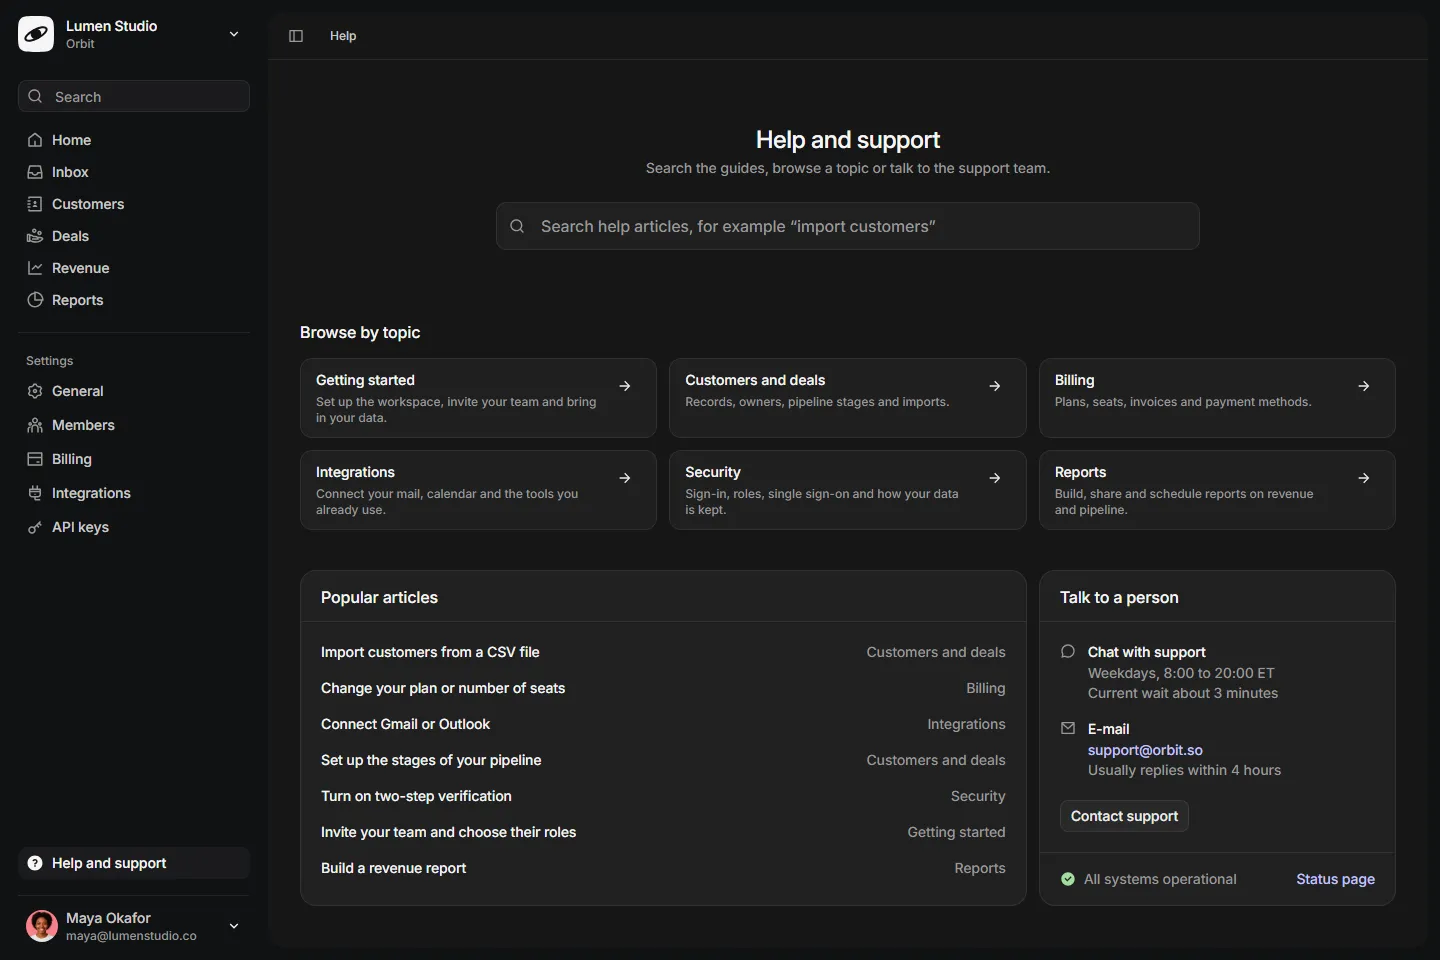 Lumen Studio
Orbit
Search
Home
Inbox
Customers
Deals
Revenue
Reports
Settings
General
Members
Billing
Integrations
API keys
Help and support
Maya Okafor
maya@lumenstudio.co
Help
Help and support
Search the guides, browse a topic or talk to the support team.
Search help articles, for example “import customers”
Browse by topic
Getting started
Set up the workspace, invite your team and bring
in your data.
Customers and deals
Records, owners, pipeline stages and imports.
Billing
Plans, seats, invoices and payment methods.
Integrations
Connect your mail, calendar and the tools you
already use.
Security
Sign-in, roles, single sign-on and how your data
is kept.
Reports
Build, share and schedule reports on revenue
and pipeline.
Popular articles
Import customers from a CSV file Customers and deals
Change your plan or number of seats Billing
Connect Gmail or Outlook Integrations
Set up the stages of your pipeline Customers and deals
Turn on two-step verification Security
Invite your team and choose their roles Getting started
Build a revenue report Reports
Talk to a person
Chat with support
Weekdays, 8:00 to 20:00 ET
Current wait about 3 minutes
E-mail
support@orbit.so
Usually replies within 4 hours
Contact support
All systems operational Status page